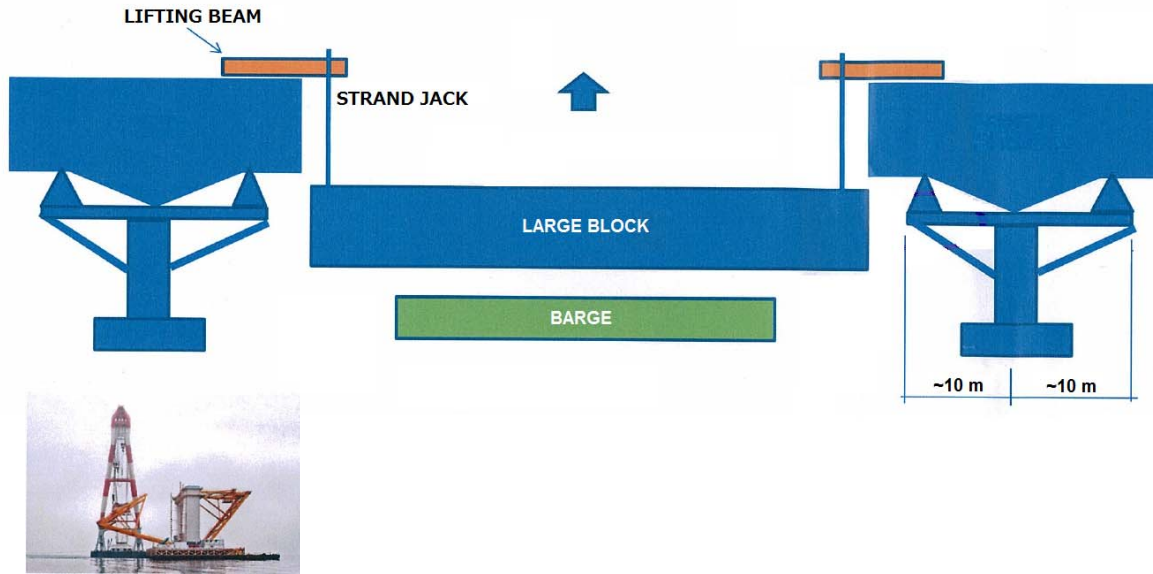 LIFTING BEAM
STRAND JACK
LARGE BLOCK
BARGE
~10 m ~10 m